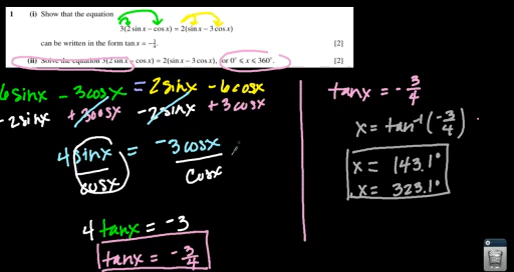 1 (i) Show that the equation
3(2 sin x − cos x) = 2(sin x − 3 cos x)
can be written in the form tan x = −3/4. [2]
(ii) Solve the equation 3(2 sin x − cos x) = 2(sin x − 3 cos x), for 0° ≤ x ≤ 360°. [2]
6sinx − 3cosx = 2sinx − 6cosx
-2sinx +3cosx -2sinx +3cosx
4 sinx/cosx = -3cosx/cosx
4 tanx = -3
tanx = -3/4
tanx = -3/4
x = tan⁻¹(-3/4)
x = 143.1°
x = 323.1°